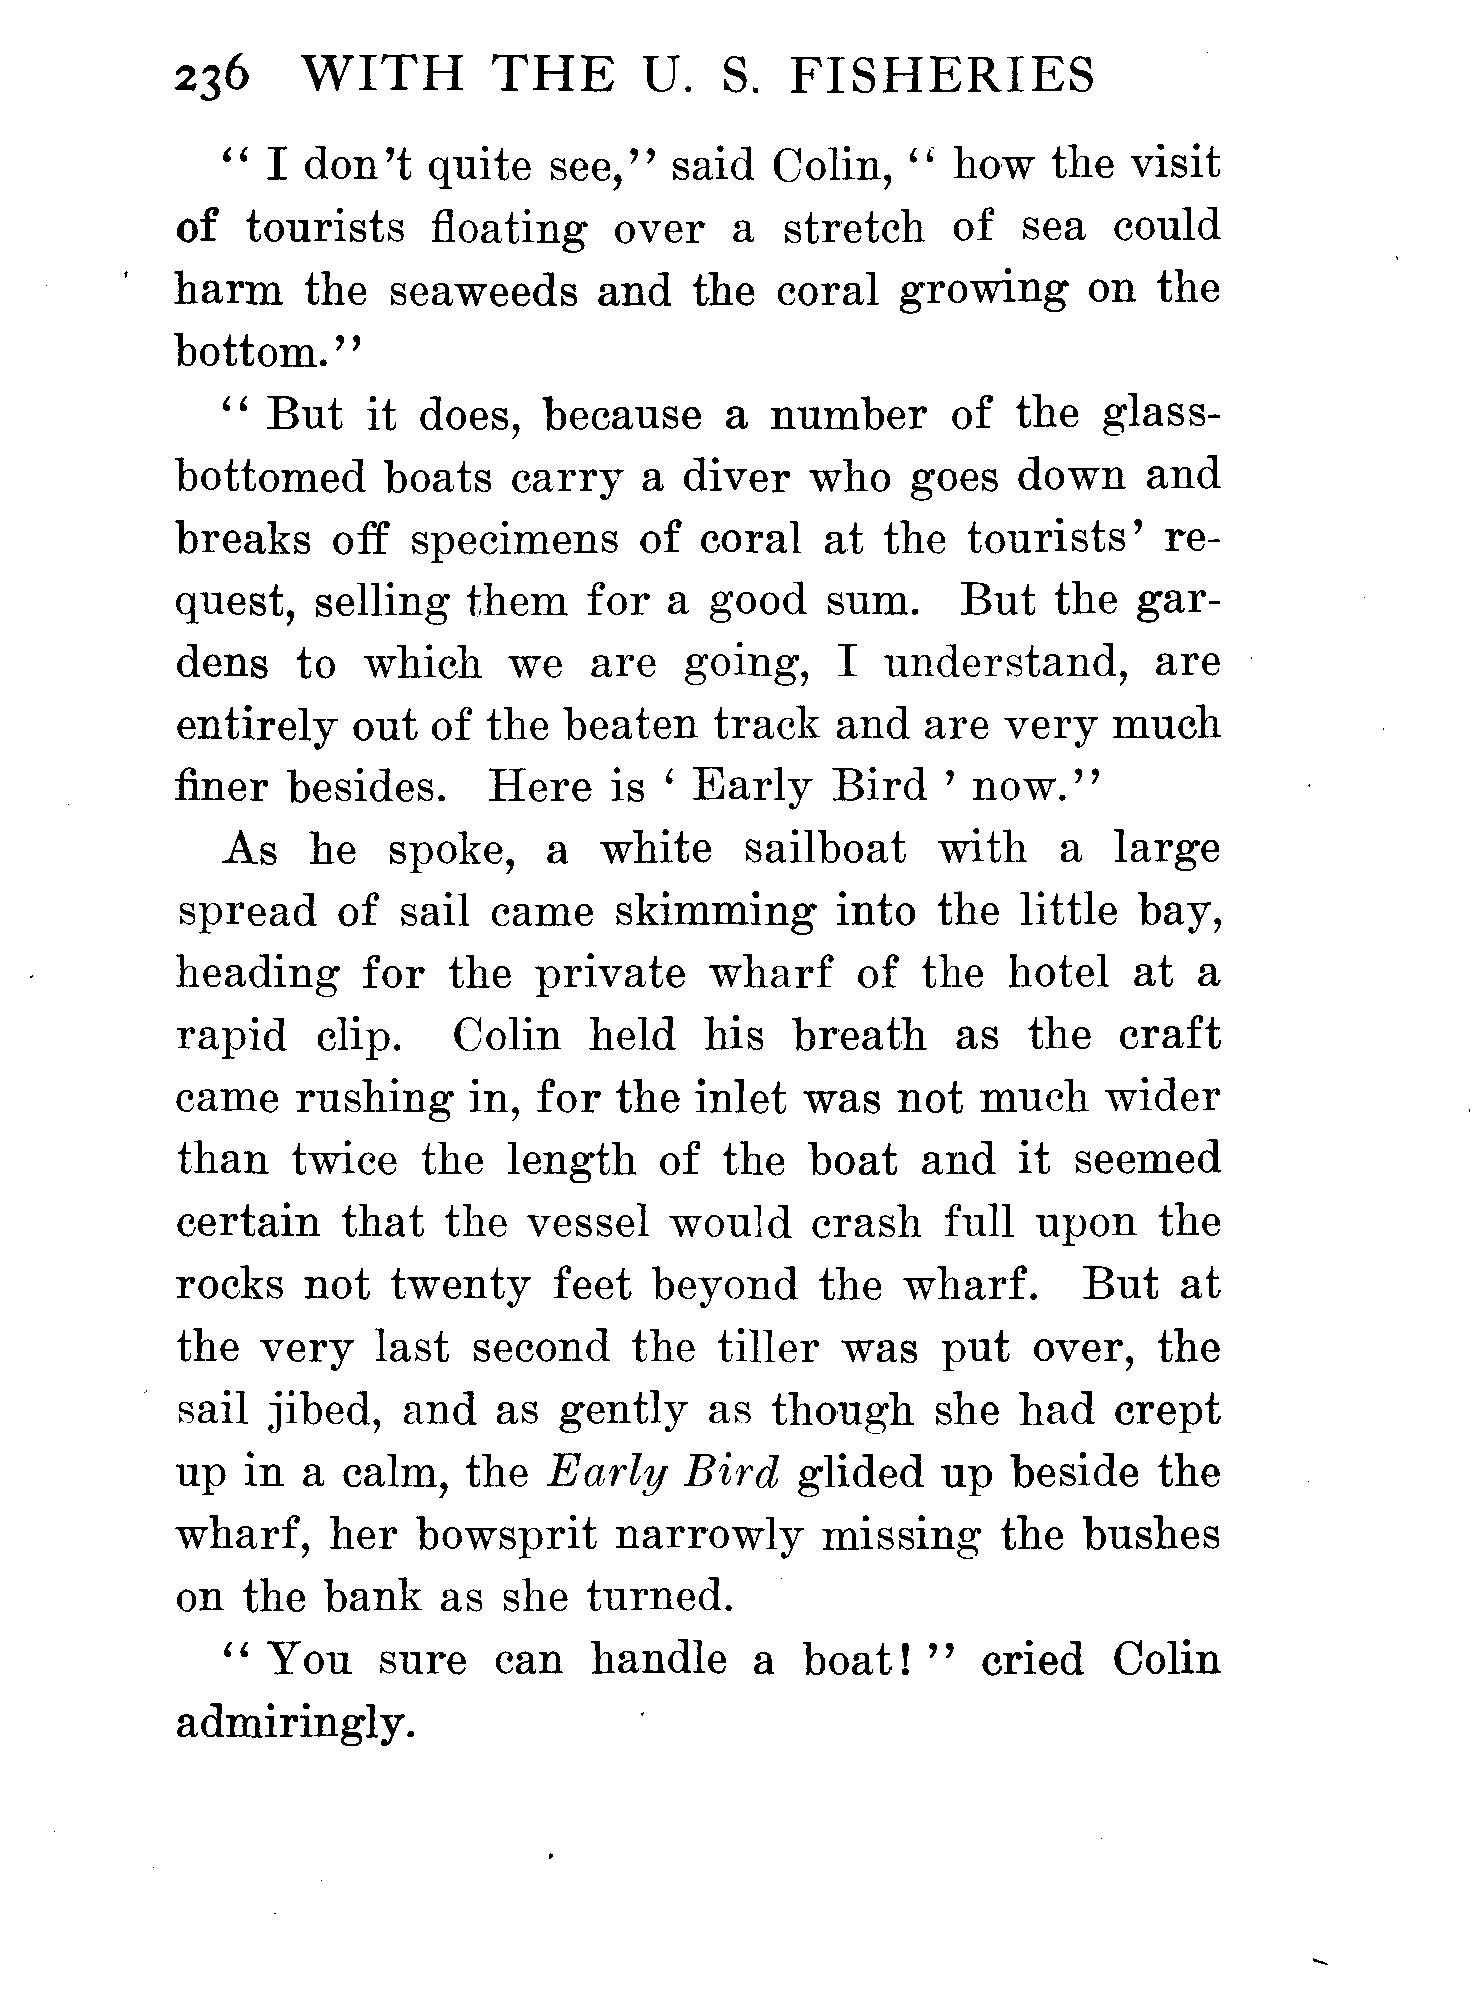 236 WITH THE U. S. FISHERIES
“ I don’t quite see,” said Colin, “ how the visit
of tourists floating over a stretch of sea could
harm the seaweeds and the coral growing on the
bottom.”
“ But it does, because a number of the glass-
bottomed boats carry a diver who goes down and
breaks off specimens of coral at the tourists’ re-
quest, selling them for a good sum. But the gar-
dens to which we are going, I understand, are
entirely out of the beaten track and are very much
finer besides. Here is ‘ Early Bird ’ now.”
As he spoke, a white sailboat with a large
spread of sail came skimming into the little bay,
heading for the private wharf of the hotel at a
rapid clip. Colin held his breath as the craft
came rushing in, for the inlet was not much wider
than twice the length of the boat and it seemed
certain that the vessel would crash full upon the
rocks not twenty feet beyond the wharf. But at
the very last second the tiller was put over, the
sail jibed, and as gently as though she had crept
up in a calm, the Early Bird glided up beside the
wharf, her bowsprit narrowly missing the bushes
on the bank as she turned.
“ You sure can handle a boat! ” cried Colin
admiringly.